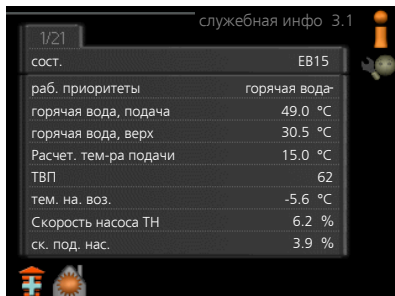 служебная инфо 3.1
1/21
сост. EB15
раб. приоритеты горячая вода-
горячая вода, подача 49.0 °C
горячая вода, верх 30.5 °C
Расчет. тем-ра подачи 15.0 °C
ТВП 62
тем. на. воз. -5.6 °C
Скорость насоса ТН 6.2 %
ск. под. нас. 3.9 %